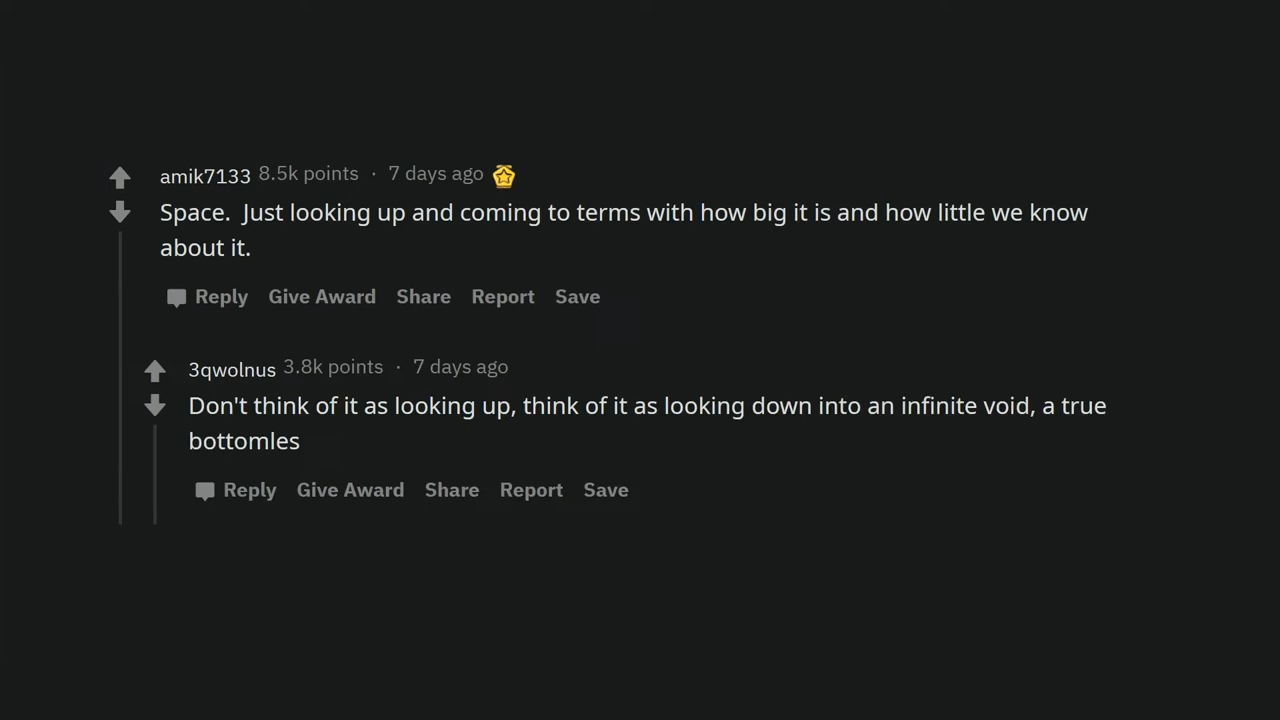 amik7133 8.5k points · 7 days ago
Space.  Just looking up and coming to terms with how big it is and how little we know
about it.
Reply Give Award Share Report Save
3qwolnus 3.8k points · 7 days ago
Don't think of it as looking up, think of it as looking down into an infinite void, a true
bottomles
Reply Give Award Share Report Save